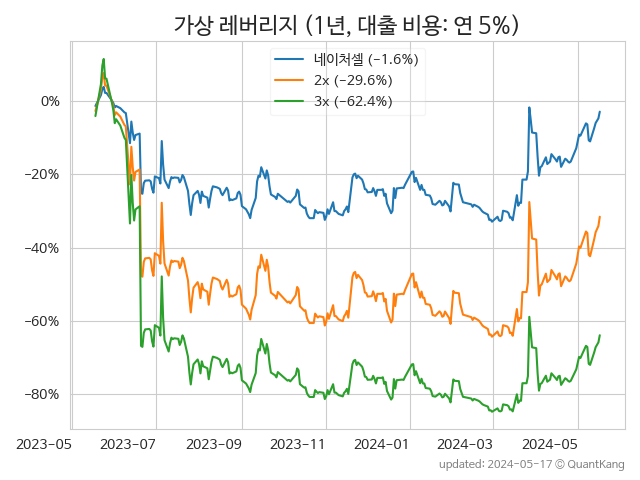 가상 레버리지 (1년, 대출 비용: 연 5%)
네이처셀 (−1.6%)
2x (−29.6%)
3x (−62.4%)
0%
−20%
−40%
−60%
−80%
2023-05 2023-07 2023-09 2023-11 2024-01 2024-03 2024-05
updated: 2024-05-17 © QuantKang